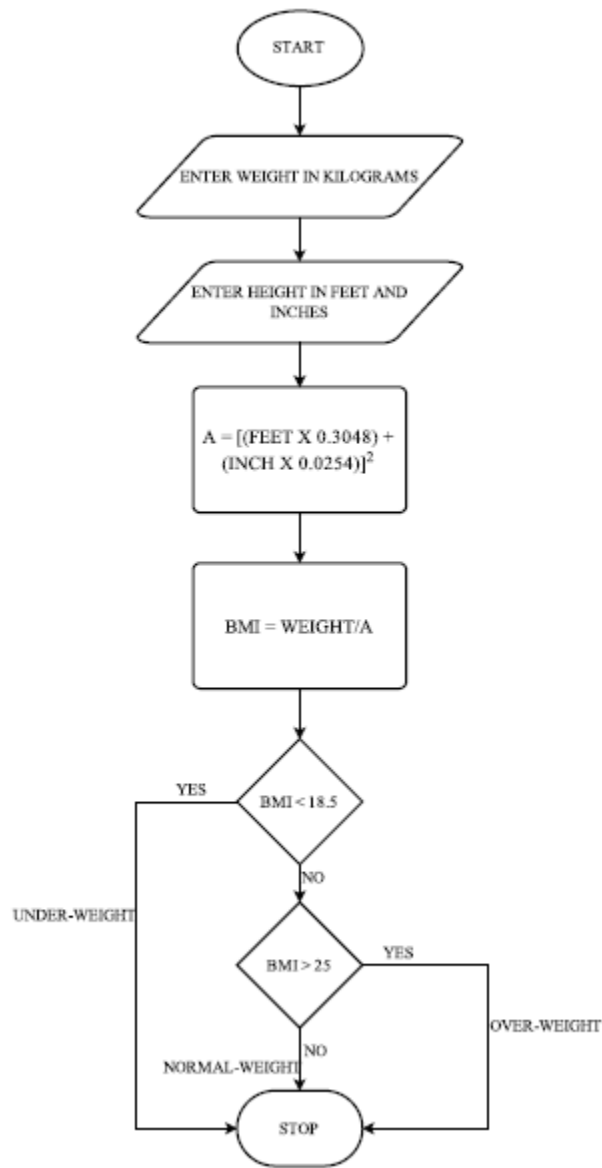 START
ENTER WEIGHT IN KILOGRAMS
ENTER HEIGHT IN FEET AND
INCHES
A = [(FEET X 0.3048) +
(INCH X 0.0254)]²
BMI = WEIGHT/A
YES
BMI < 18.5
NO
UNDER-WEIGHT
BMI > 25
YES
OVER-WEIGHT
NO
NORMAL-WEIGHT
STOP